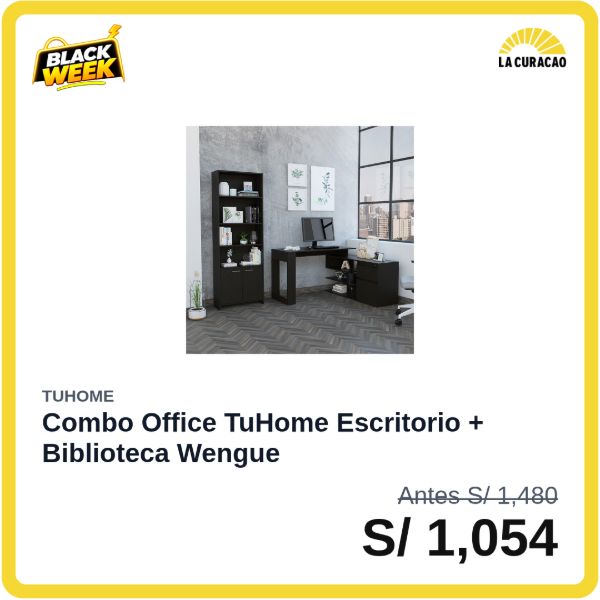 BLACK
WEEK
LA CURACAO
TUHOME
Combo Office TuHome Escritorio +
Biblioteca Wengue
Antes S/ 1,480
S/ 1,054